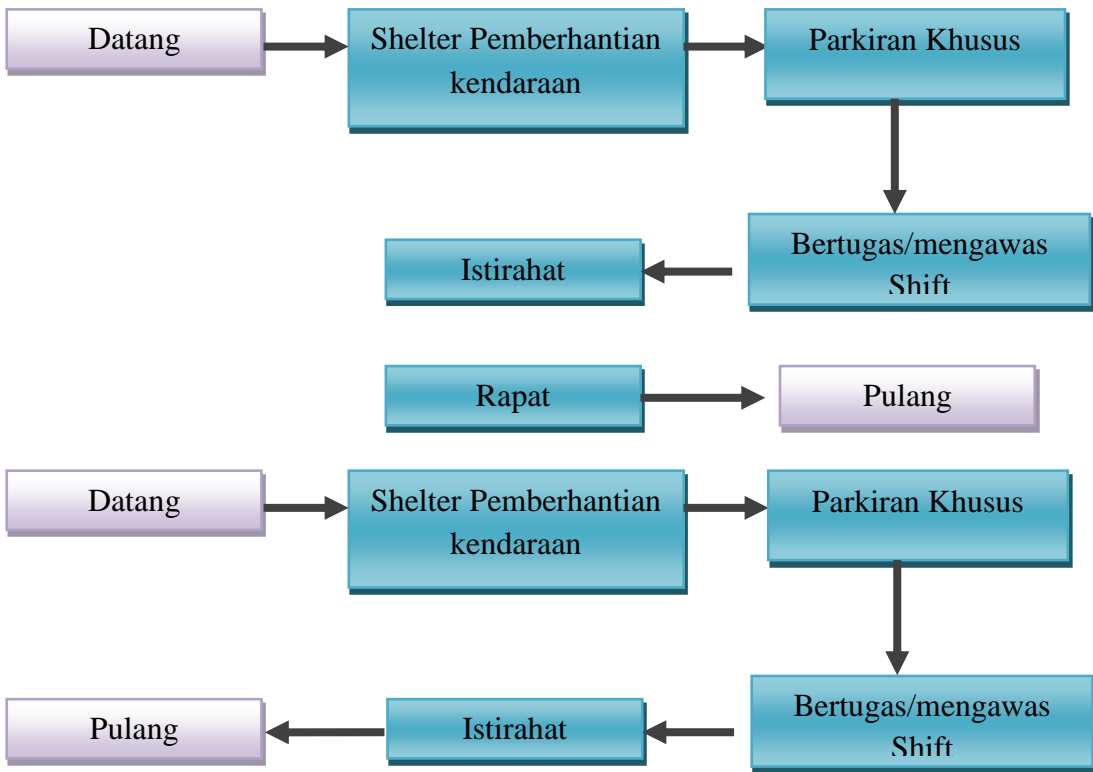 Datang
Shelter Pemberhantian
kendaraan
Parkiran Khusus
Bertugas/mengawas
Shift
Istirahat
Rapat
Pulang
Datang
Shelter Pemberhantian
kendaraan
Parkiran Khusus
Bertugas/mengawas
Shift
Istirahat
Pulang